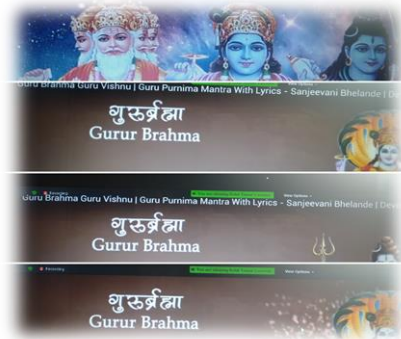 Guru Brahma Guru Vishnu | Guru Purnima Mantra With Lyrics - Sanjeevani Bhelande |
गुरुर्ब्रह्मा
Gurur Brahma
Guru Brahma Guru Vishnu | Guru Purnima Mantra With Lyrics - Sanjeevani Bhelande |
गुरुर्ब्रह्मा
Gurur Brahma
गुरुर्ब्रह्मा
Gurur Brahma